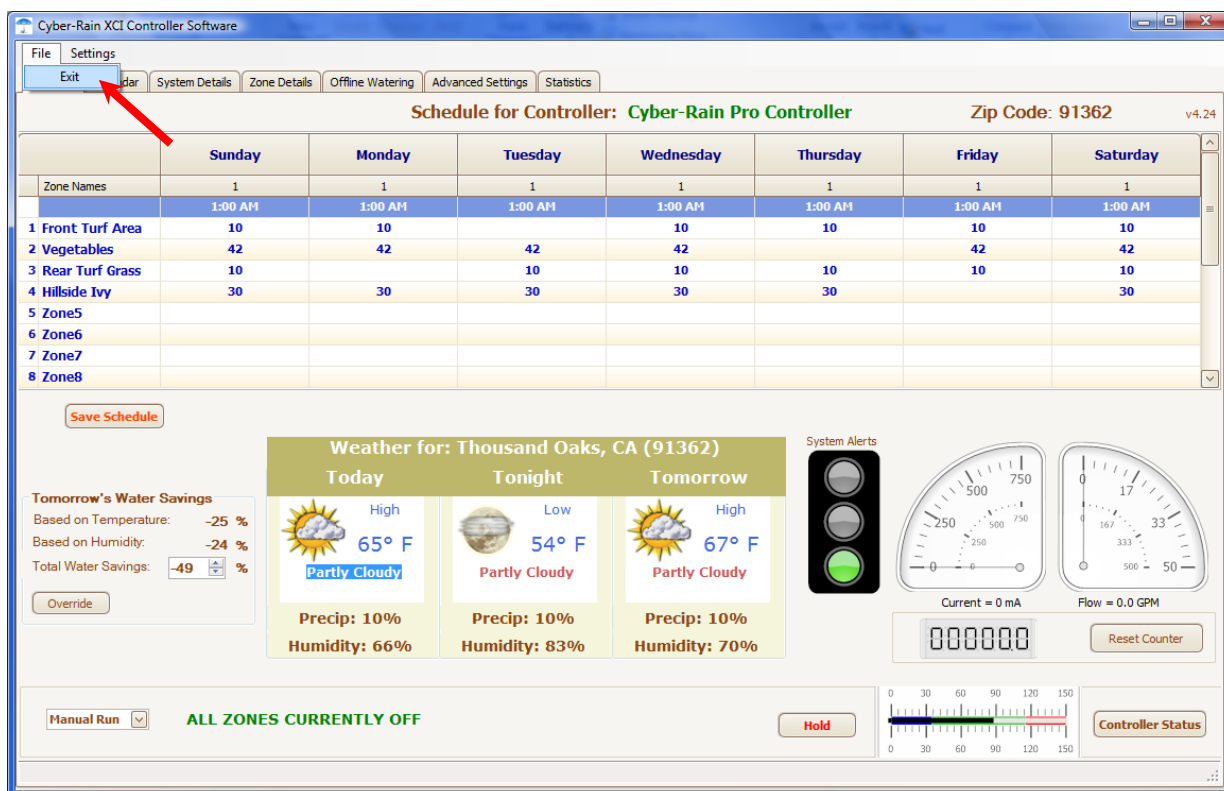 Cyber-Rain XCI Controller Software
File Settings
Exit
dar System Details Zone Details Offline Watering Advanced Settings Statistics
Schedule for Controller: Cyber-Rain Pro Controller Zip Code: 91362 v4.24
Sunday Monday Tuesday Wednesday Thursday Friday Saturday
Zone Names 1 1 1 1 1 1 1
1:00 AM 1:00 AM 1:00 AM 1:00 AM 1:00 AM 1:00 AM 1:00 AM
1 Front Turf Area 10 10 10 10 10 10
2 Vegetables 42 42 42 42 42 42
3 Rear Turf Grass 10 10 10 10 10 10
4 Hillside Ivy 30 30 30 30 30 30
5 Zone5
6 Zone6
7 Zone7
8 Zone8
Save Schedule
Tomorrow's Water Savings
Based on Temperature: -25 %
Based on Humidity: -24 %
Total Water Savings: -49 %
Override
Weather for: Thousand Oaks, CA (91362)
Today Tonight Tomorrow
High Low High
65° F 54° F 67° F
Partly Cloudy Partly Cloudy Partly Cloudy
Precip: 10% Precip: 10% Precip: 10%
Humidity: 66% Humidity: 83% Humidity: 70%
System Alerts
0 250 500 750
0 250 500 750
Current = 0 mA
0 17 33 50
0 167 333 500
Flow = 0.0 GPM
000000.0
Reset Counter
Manual Run ALL ZONES CURRENTLY OFF Hold
0 30 60 90 120 150
0 30 60 90 120 150
Controller Status